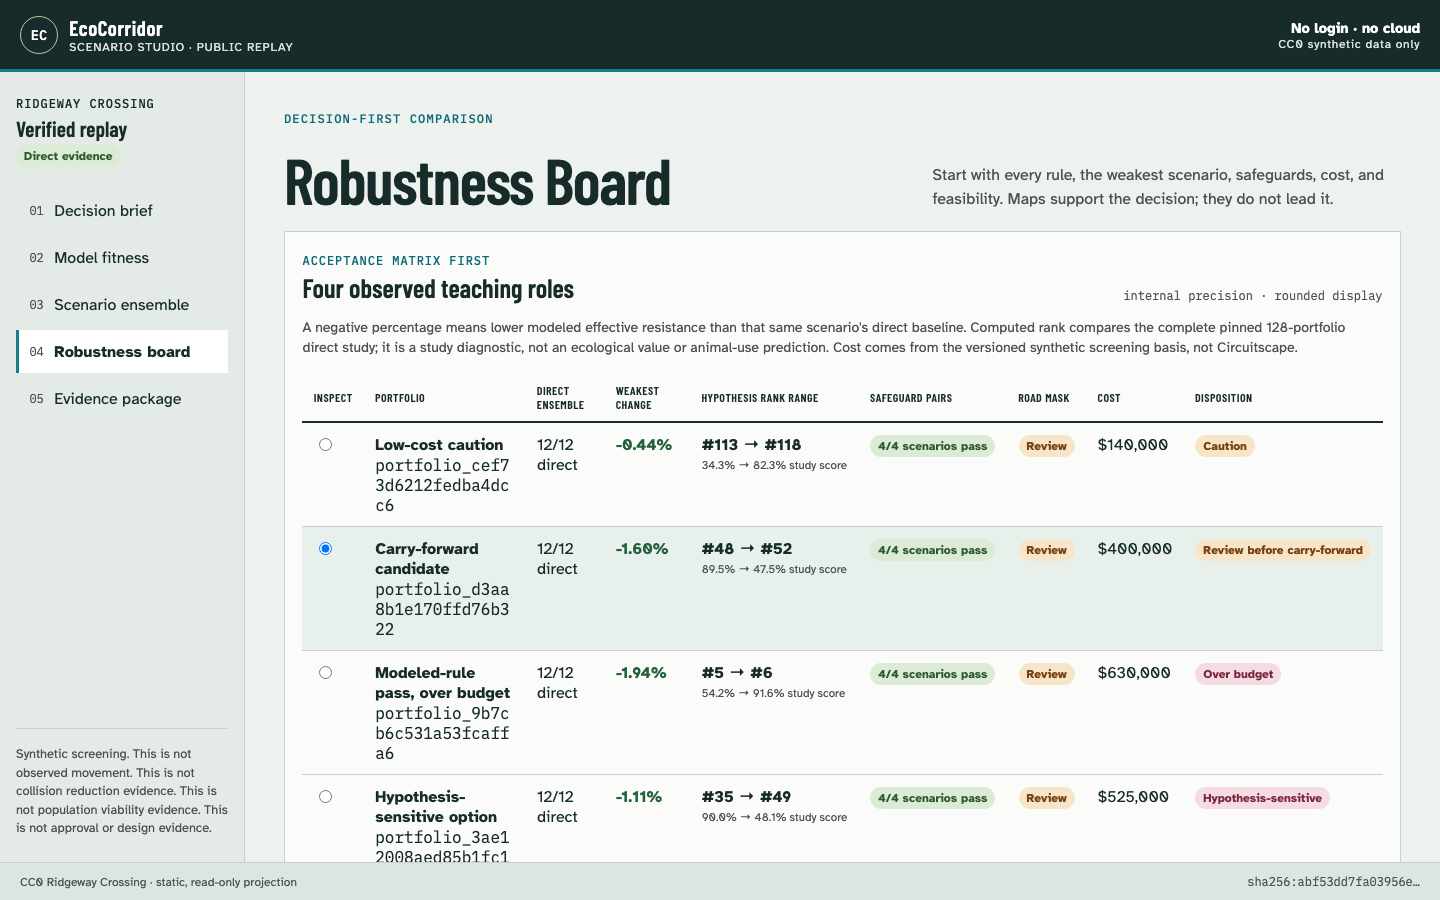 EC
EcoCorridor
SCENARIO STUDIO · PUBLIC REPLAY
No login · no cloud
CC0 synthetic data only
RIDGEWAY CROSSING
Verified replay
Direct evidence
01 Decision brief
02 Model fitness
03 Scenario ensemble
04 Robustness board
05 Evidence package
Synthetic screening. This is not
observed movement. This is not
collision reduction evidence. This is
not population viability evidence. This
is not approval or design evidence.
DECISION-FIRST COMPARISON
Robustness Board
Start with every rule, the weakest scenario, safeguards, cost, and
feasibility. Maps support the decision; they do not lead it.
ACCEPTANCE MATRIX FIRST
Four observed teaching roles
internal precision · rounded display
A negative percentage means lower modeled effective resistance than that same scenario's direct baseline. Computed rank compares the complete pinned 128-portfolio
direct study; it is a study diagnostic, not an ecological value or animal-use prediction. Cost comes from the versioned synthetic screening basis, not Circuitscape.
INSPECT PORTFOLIO DIRECT ENSEMBLE WEAKEST CHANGE HYPOTHESIS RANK RANGE SAFEGUARD PAIRS ROAD MASK COST DISPOSITION
Low-cost caution 12/12 -0.44% #113 → #118 4/4 scenarios pass Review $140,000 Caution
portfolio_cef7 direct 34.3% → 82.3% study score
3d6212fedba4dc
c6
Carry-forward 12/12 -1.60% #48 → #52 4/4 scenarios pass Review $400,000 Review before carry-forward
candidate direct 89.5% → 47.5% study score
portfolio_d3aa
8b1e170ffd76b3
22
Modeled-rule 12/12 -1.94% #5 → #6 4/4 scenarios pass Review $630,000 Over budget
pass, over budget direct 54.2% → 91.6% study score
portfolio_9b7c
b6c531a53fcaff
a6
Hypothesis- 12/12 -1.11% #35 → #49 4/4 scenarios pass Review $525,000 Hypothesis-sensitive
sensitive option direct 90.0% → 48.1% study score
portfolio_3ae1
2008aed85b1fc1
CC0 Ridgeway Crossing · static, read-only projection
sha256:abf53dd7fa03956e…